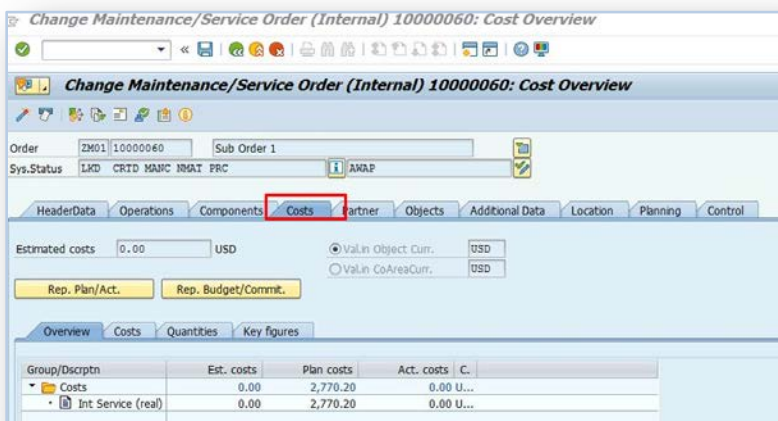 Change Maintenance/Service Order (Internal) 10000060: Cost Overview
Change Maintenance/Service Order (Internal) 10000060: Cost Overview
Order ZM01 10000060 Sub Order 1
Sys.Status LKD CRTD MANC NMAT PRC AWAP
HeaderData Operations Components Costs Partner Objects Additional Data Location Planning Control
Estimated costs 0.00 USD Val.in Object Curr. USD
Val.in CoAreaCurr. USD
Rep. Plan/Act. Rep. Budget/Commit.
Overview Costs Quantities Key figures
Group/Dscrptn Est. costs Plan costs Act. costs C.
Costs 0.00 2,770.20 0.00 U...
Int Service (real) 0.00 2,770.20 0.00 U...